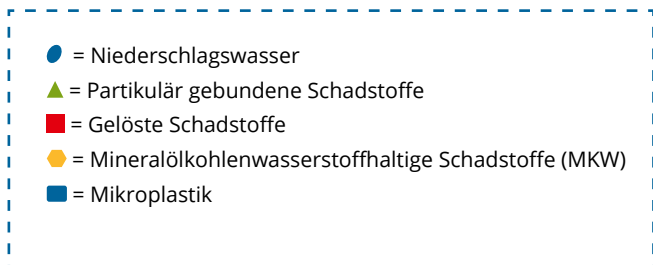 = Niederschlagswasser
= Partikulär gebundene Schadstoffe
= Gelöste Schadstoffe
= Mineralölkohlenwasserstoffhaltige Schadstoffe (MKW)
= Mikroplastik